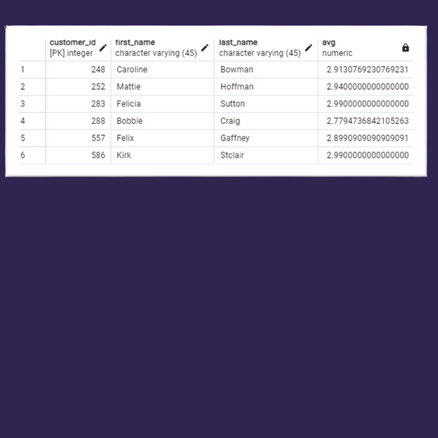 customer_id first_name last_name avg
[PK] integer character varying (45) character varying (45) numeric
1 248 Caroline Bowman 2.9130769230769231
2 252 Mattie Hoffman 2.9400000000000000
3 283 Felicia Sutton 2.9900000000000000
4 288 Bobbie Craig 2.7794736842105263
5 557 Felix Gaffney 2.8990909090909091
6 586 Kirk Stclair 2.9900000000000000